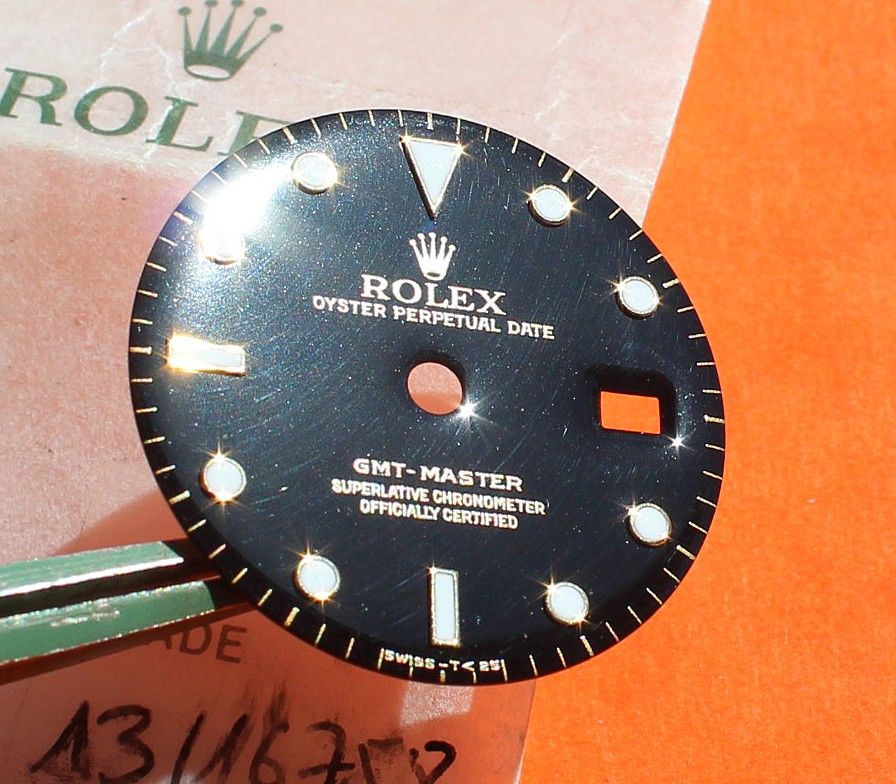 ROLEX
ROLEX
OYSTER PERPETUAL DATE
GMT-MASTER
SUPERLATIVE CHRONOMETER
OFFICIALLY CERTIFIED
SWISS-T<25
ADE